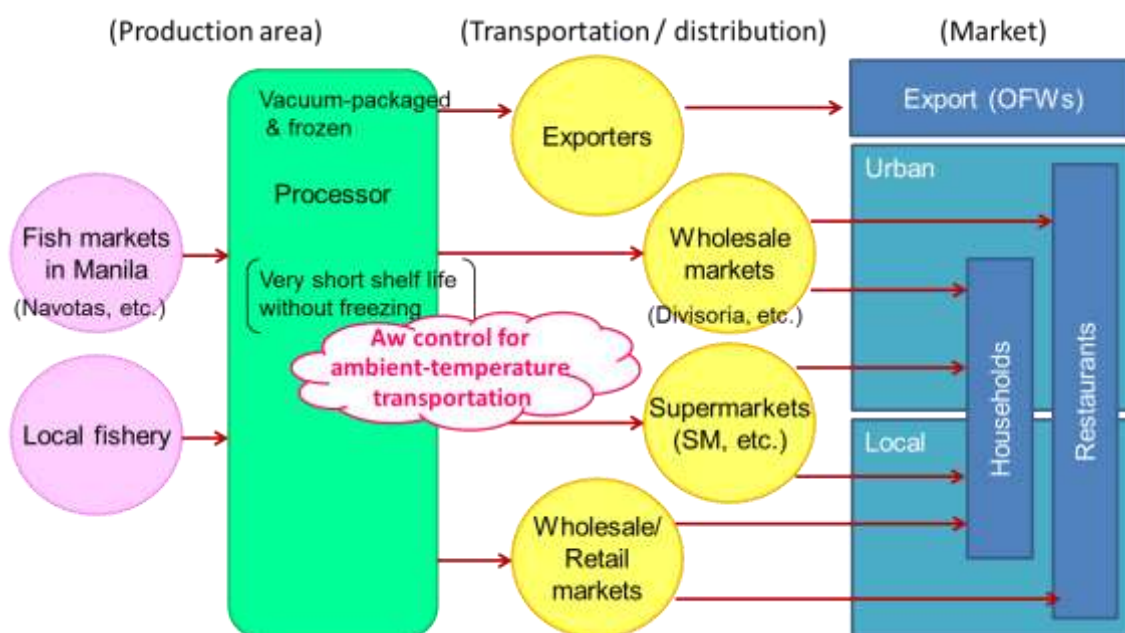 (Production area)
(Transportation / distribution)
(Market)
Vacuum-packaged
& frozen
Processor
Very short shelf life
without freezing
Fish markets
in Manila
(Navotas, etc.)
Local fishery
Aw control for
ambient-temperature
transportation
Exporters
Wholesale
markets
(Divisoria, etc.)
Supermarkets
(SM, etc.)
Wholesale/
Retail
markets
Export (OFWs)
Urban
Local
Households
Restaurants